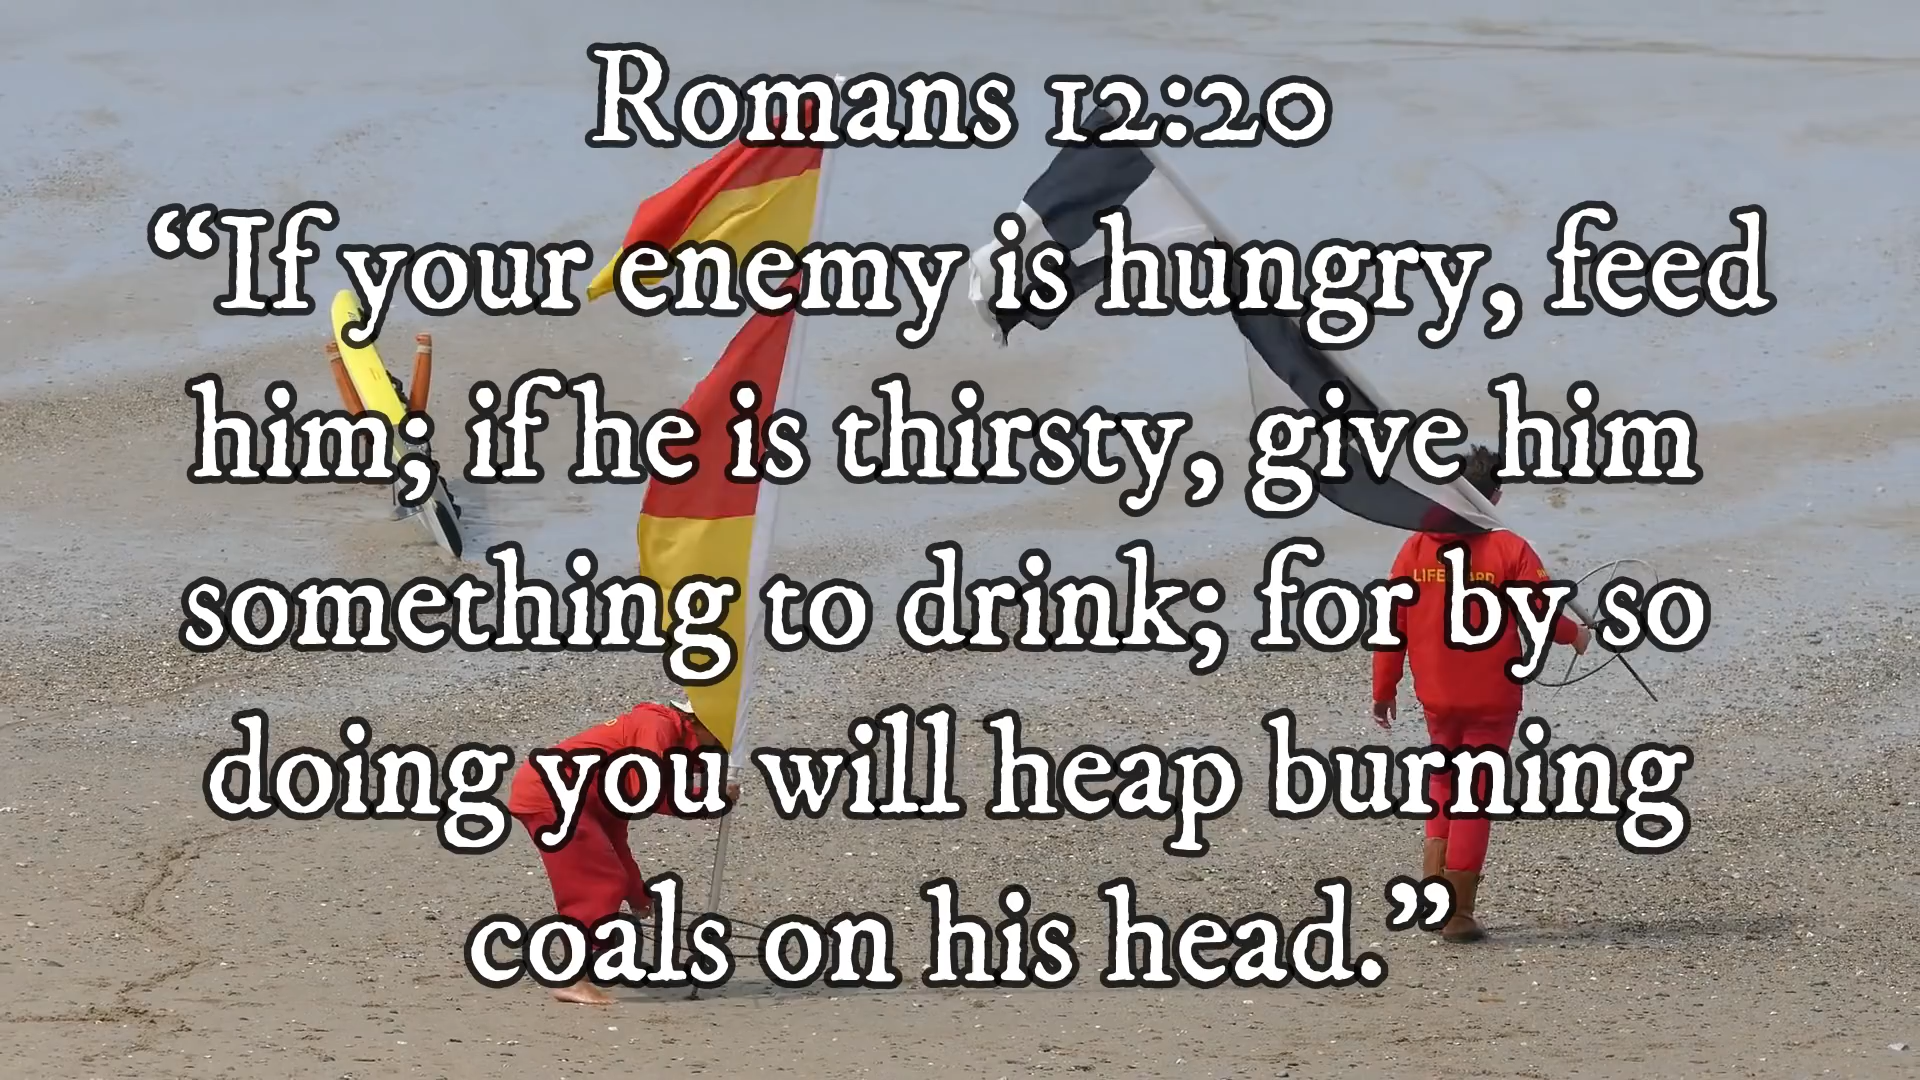 Romans 12:20
“If your enemy is hungry, feed
him; if he is thirsty, give him
something to drink; for by so
doing you will heap burning
coals on his head.”